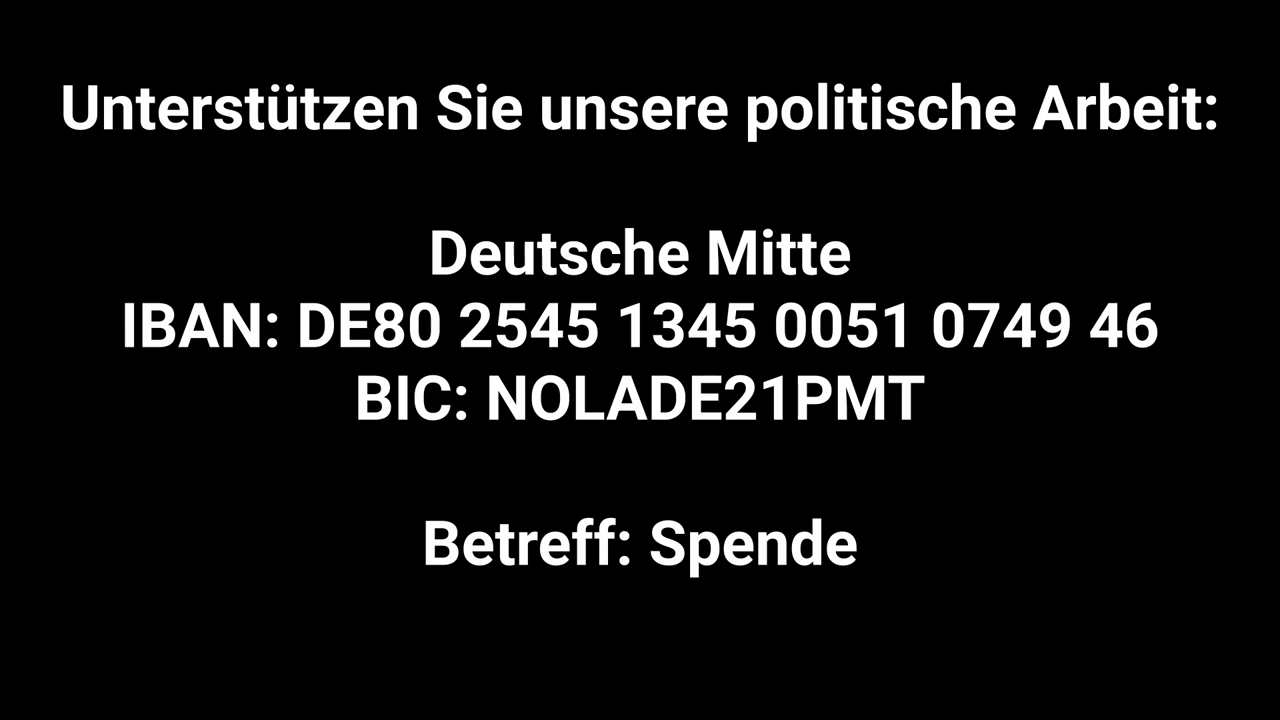 Unterstützen Sie unsere politische Arbeit:
Deutsche Mitte
IBAN: DE80 2545 1345 0051 0749 46
BIC: NOLADE21PMT
Betreff: Spende